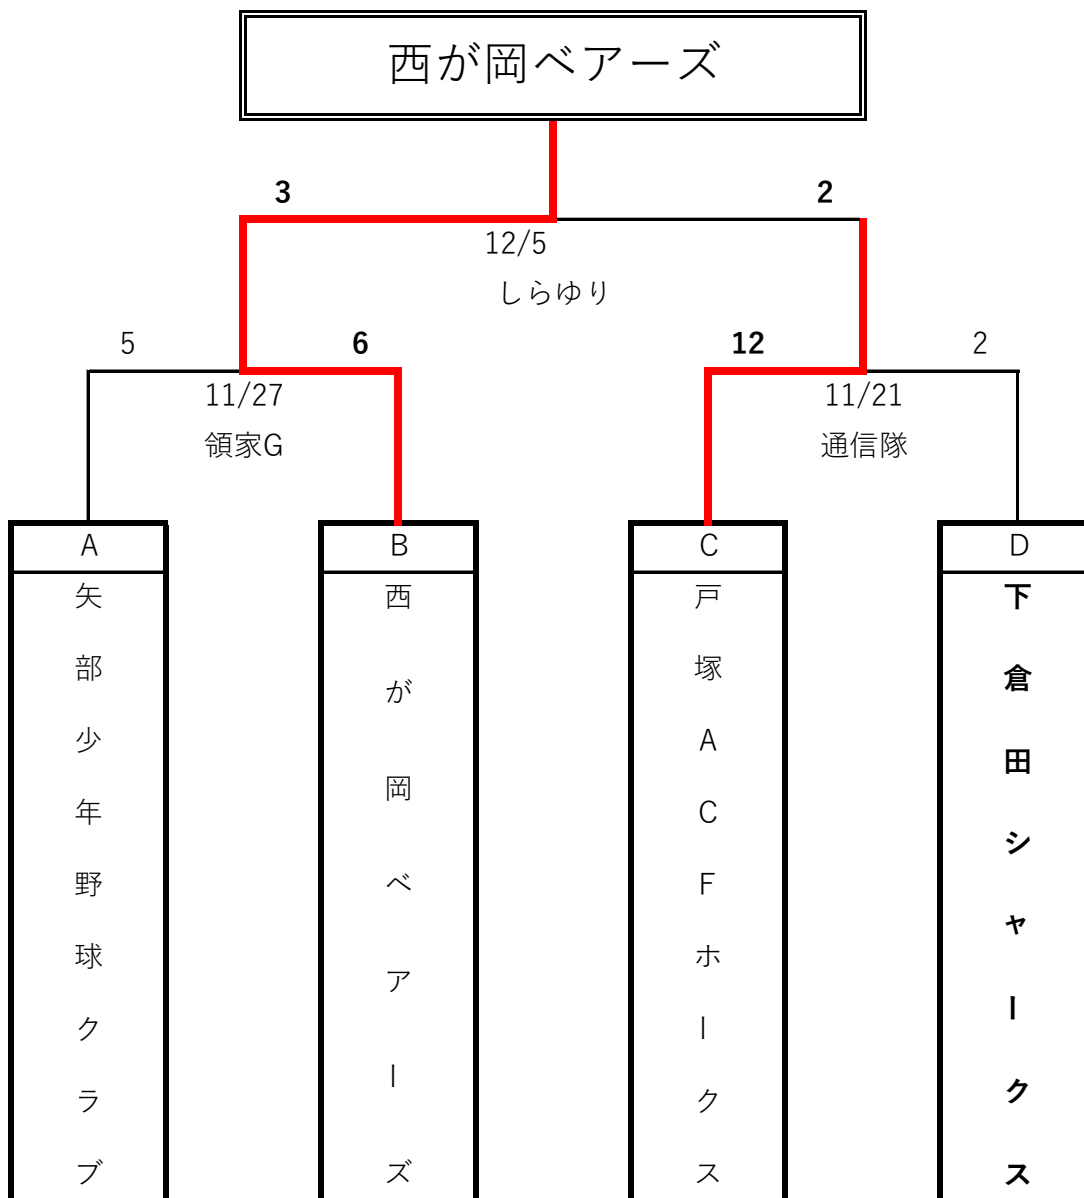 西が岡ベアーズ
3
2
12/5
しらゆり
5
6
12
2
11/27
11/21
領家G
通信隊
A
B
C
D
矢部少年野球クラブ
西が岡ベアーズ
戸塚ACFホークス
下倉田シャークス